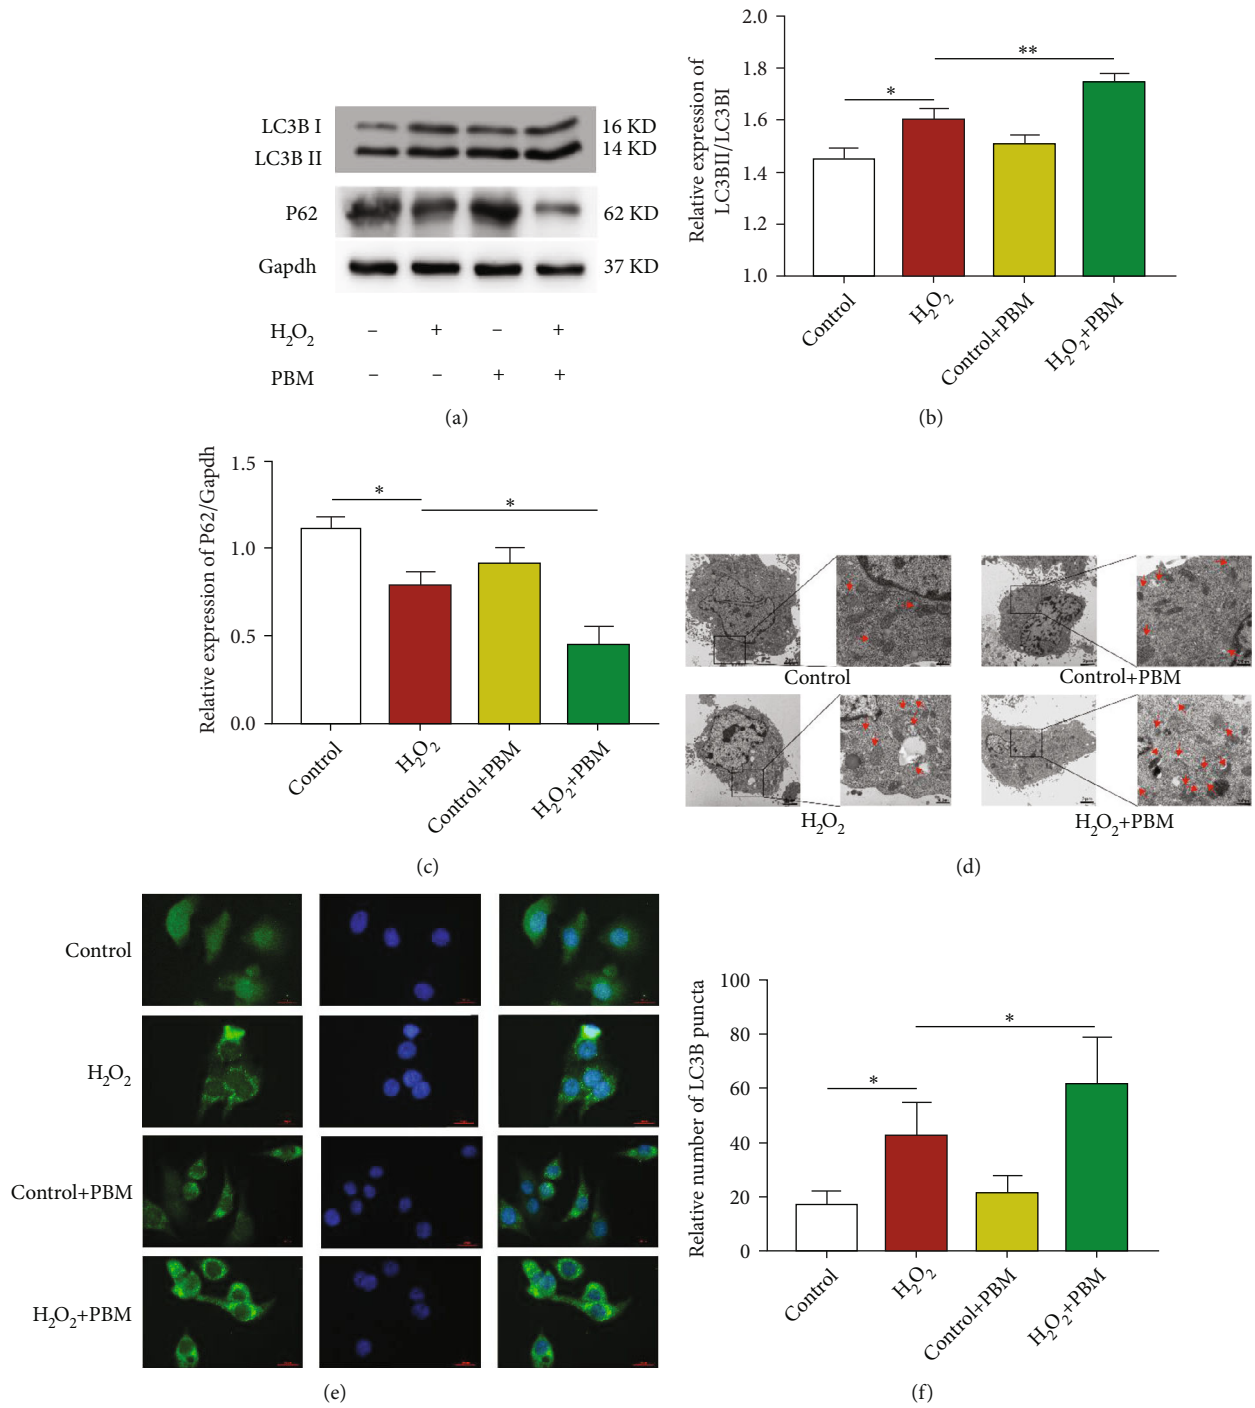 LC3B I
16 KD
LC3B II
14 KD
P62
62 KD
Gapdh
37 KD
H₂O₂ – + – +
PBM – – + +
(a)
Relative expression of
LC3BII/LC3BI
2.0
1.8
1.6
1.4
1.2
1.0
*
**
Control
H₂O₂
Control+PBM
H₂O₂+PBM
(b)
Relative expression of P62/Gapdh
1.5
1.0
0.5
0.0
*
*
Control
H₂O₂
Control+PBM
H₂O₂+PBM
(c)
Control
Control+PBM
H₂O₂
H₂O₂+PBM
(d)
Control
H₂O₂
Control+PBM
H₂O₂+PBM
(e)
Relative number of LC3B puncta
100
80
60
40
20
0
*
*
Control
H₂O₂
Control+PBM
H₂O₂+PBM
(f)